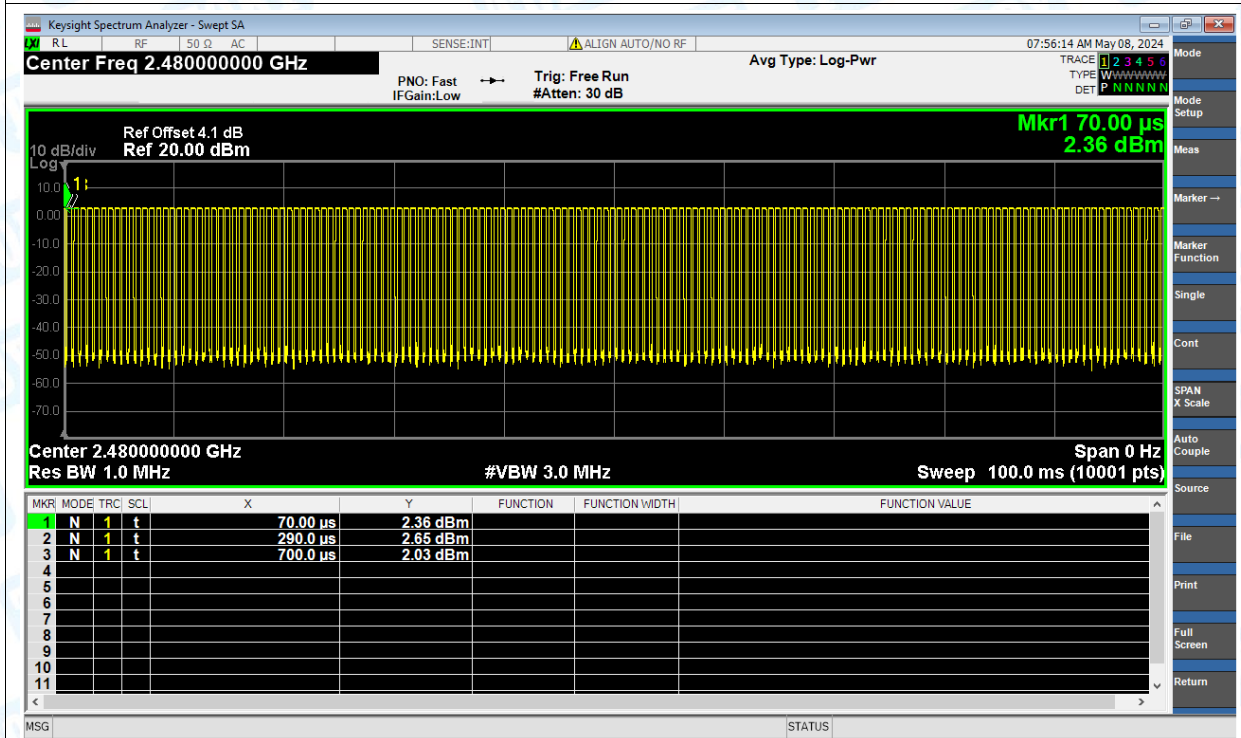 Keysight Spectrum Analyzer - Swept SA
LXI RL RF 50 Ω AC SENSE:INT ALIGN AUTO/NO RF 07:56:14 AM May 08, 2024
Center Freq 2.480000000 GHz
PNO: Fast
IFGain:Low
Trig: Free Run
#Atten: 30 dB
Avg Type: Log-Pwr
TRACE 1 2 3 4 5 6
TYPE WWWWWW
DET P N N N N N
Ref Offset 4.1 dB
10 dB/div Ref 20.00 dBm
Log
Mkr1 70.00 µs
2.36 dBm
1
10.0
0.00
-10.0
-20.0
-30.0
-40.0
-50.0
-60.0
-70.0
Center 2.480000000 GHz Span 0 Hz
Res BW 1.0 MHz #VBW 3.0 MHz Sweep 100.0 ms (10001 pts)
MKR MODE TRC SCL X Y FUNCTION FUNCTION WIDTH FUNCTION VALUE
1 N 1 t 70.00 µs 2.36 dBm
2 N 1 t 290.0 µs 2.65 dBm
3 N 1 t 700.0 µs 2.03 dBm
4
5
6
7
8
9
10
11
MSG STATUS
Mode
Mode Setup
Meas
Marker →
Marker Function
Single
Cont
SPAN X Scale
Auto Couple
Source
File
Print
Full Screen
Return